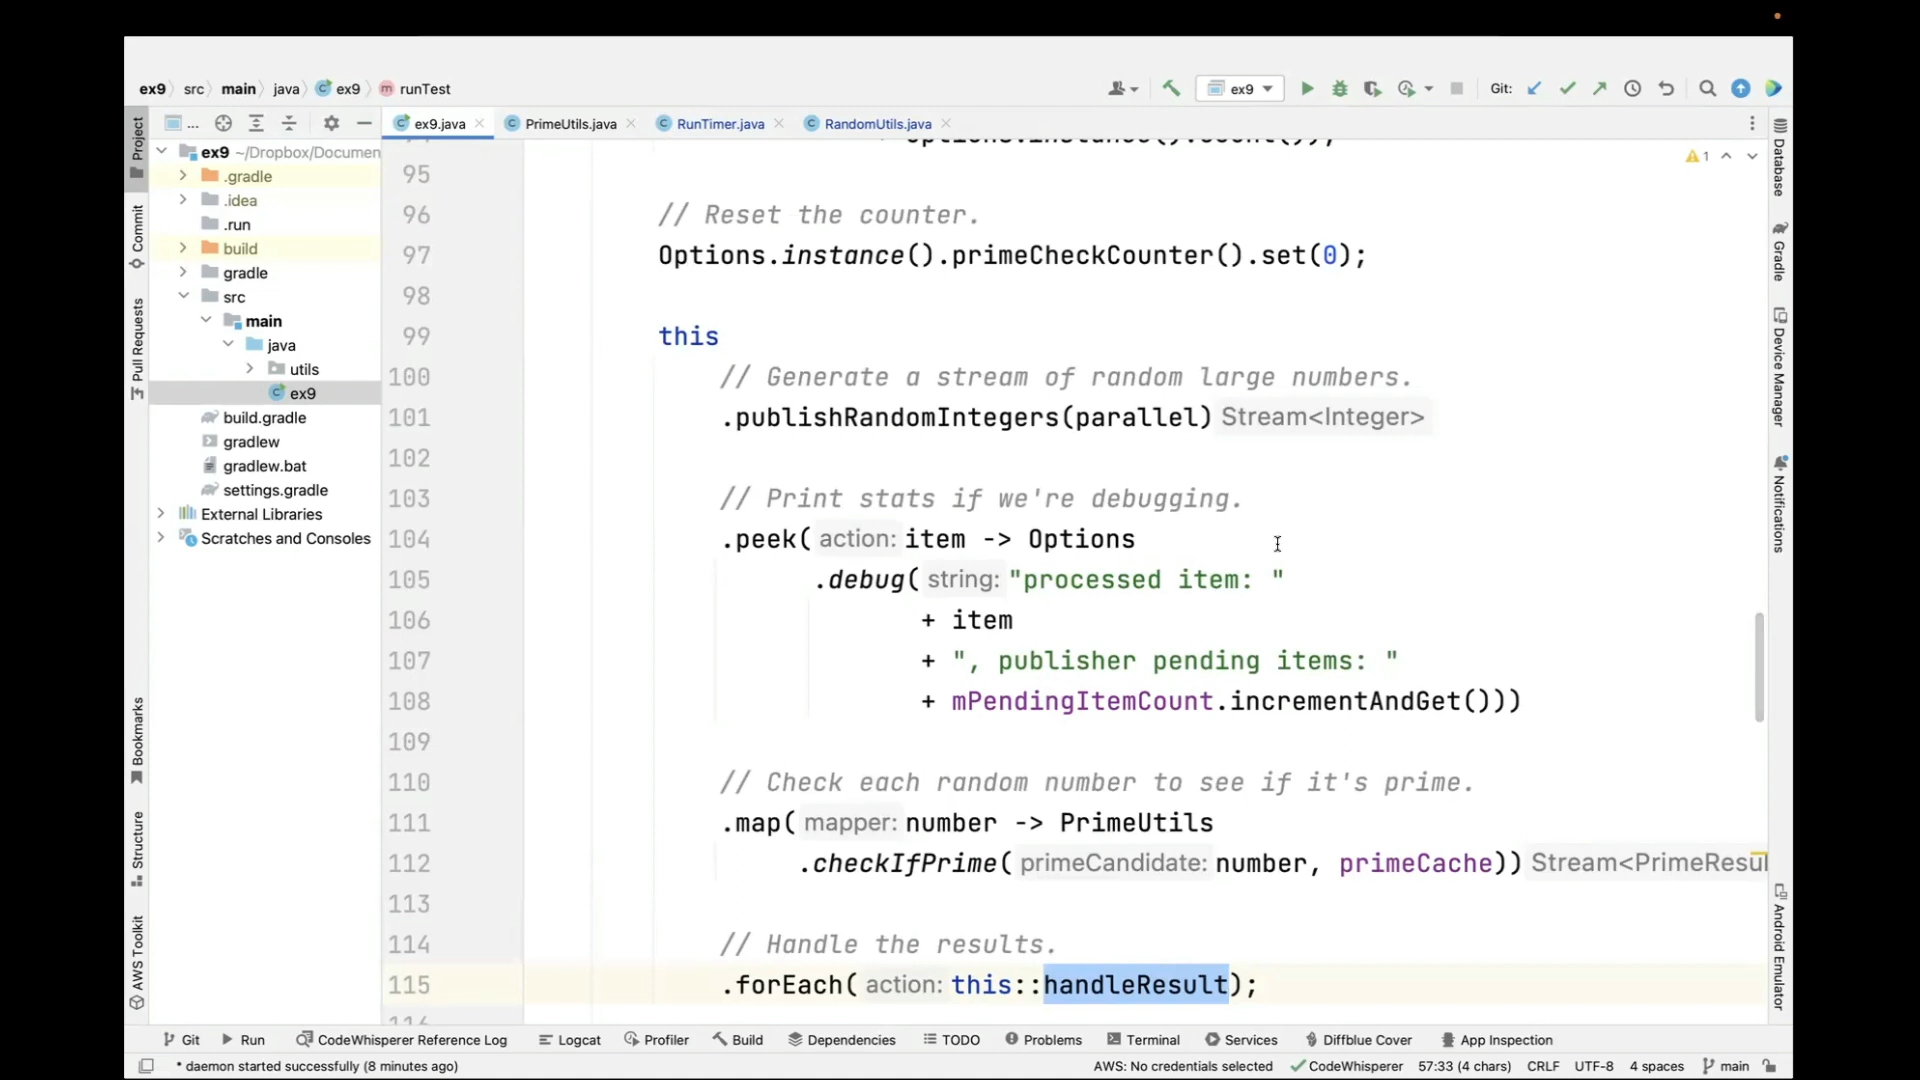 ex9 src main java ex9 runTest
ex9
Git:
...
ex9.java
PrimeUtils.java
RunTimer.java
RandomUtils.java
Project
Commit
Pull Requests
Bookmarks
Structure
AWS Toolkit
ex9 ~/Dropbox/Documen
.gradle
.idea
.run
build
gradle
src
main
java
utils
ex9
build.gradle
gradlew
gradlew.bat
settings.gradle
External Libraries
Scratches and Consoles
1
95
96 // Reset the counter.
97 Options.instance().primeCheckCounter().set(0);
98
99 this
100 // Generate a stream of random large numbers.
101 .publishRandomIntegers(parallel) Stream<Integer>
102
103 // Print stats if we're debugging.
104 .peek( action: item -> Options
105 .debug( string: "processed item: "
106 + item
107 + ", publisher pending items: "
108 + mPendingItemCount.incrementAndGet()))
109
110 // Check each random number to see if it's prime.
111 .map( mapper: number -> PrimeUtils
112 .checkIfPrime( primeCandidate: number, primeCache)) Stream<PrimeResul
113
114 // Handle the results.
115 .forEach( action: this::handleResult);
Database
Gradle
Device Manager
Notifications
Android Emulator
Git Run CodeWhisperer Reference Log Logcat Profiler Build Dependencies TODO Problems Terminal Services Diffblue Cover App Inspection
* daemon started successfully (8 minutes ago) AWS: No credentials selected CodeWhisperer 57:33 (4 chars) CRLF UTF-8 4 spaces main